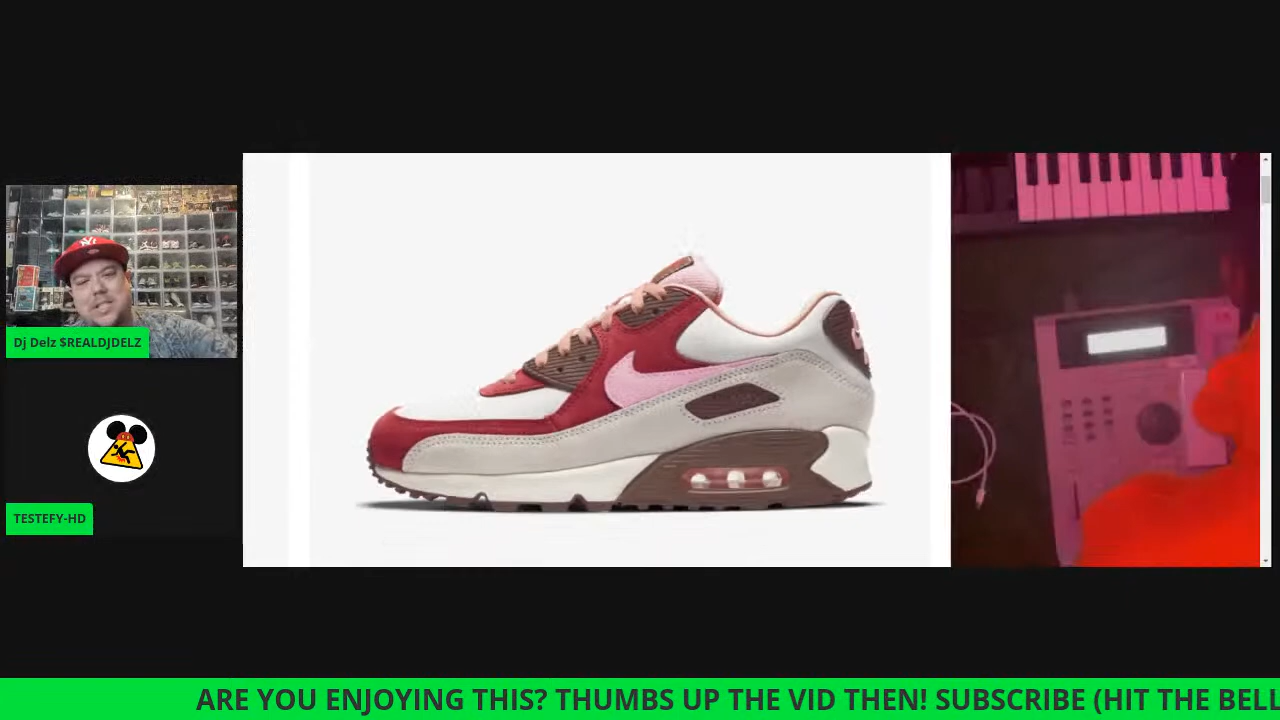 Dj Delz $REALDJDELZ
TESTEFY-HD
ARE YOU ENJOYING THIS? THUMBS UP THE VID THEN! SUBSCRIBE (HIT THE BELL